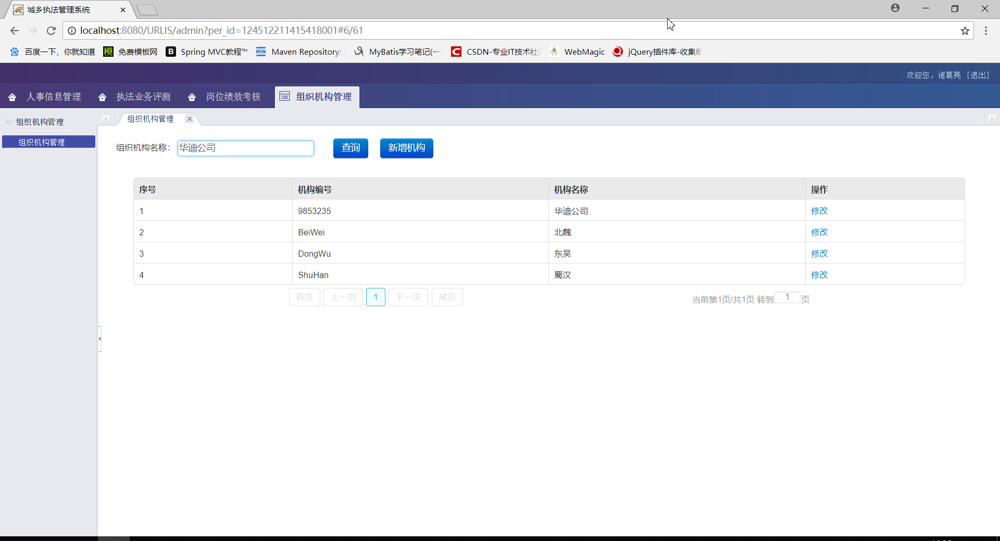 城乡执法管理系统
localhost:8080/URLIS/admin?per_id=124512211415418001#6/61
百度一下，你就知道 免费模板网 Spring MVC教程™ Maven Repository: MyBatis学习笔记(一 CSDN-专业IT技术社 WebMagic jQuery插件库-收集最
欢迎您，诸葛亮 [退出]
人事信息管理 执法业务评测 岗位绩效考核 组织机构管理
组织机构管理
组织机构管理
组织机构管理
组织机构名称： 华迪公司 查询 新增机构
序号 机构编号 机构名称 操作
1 9853235 华迪公司 修改
2 BeiWei 北魏 修改
3 DongWu 东吴 修改
4 ShuHan 蜀汉 修改
首页 上一页 1 下一页 尾页 当前第1页/共1页 转到 1 页